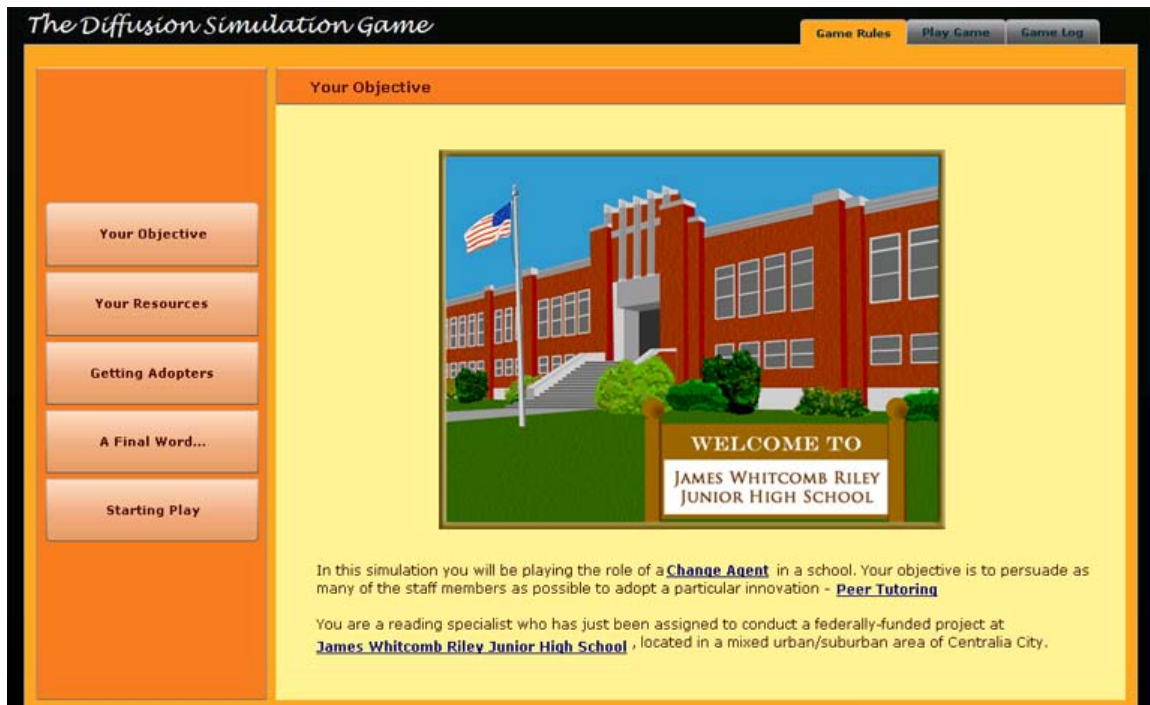 The Diffusion Simulation Game
Game Rules
Play Game
Game Log
Your Objective
Your Resources
Getting Adopters
A Final Word...
Starting Play
Your Objective
WELCOME TO
JAMES WHITCOMB RILEY
JUNIOR HIGH SCHOOL
In this simulation you will be playing the role of a Change Agent in a school. Your objective is to persuade as
many of the staff members as possible to adopt a particular innovation - Peer Tutoring
You are a reading specialist who has just been assigned to conduct a federally-funded project at
James Whitcomb Riley Junior High School , located in a mixed urban/suburban area of Centralia City.